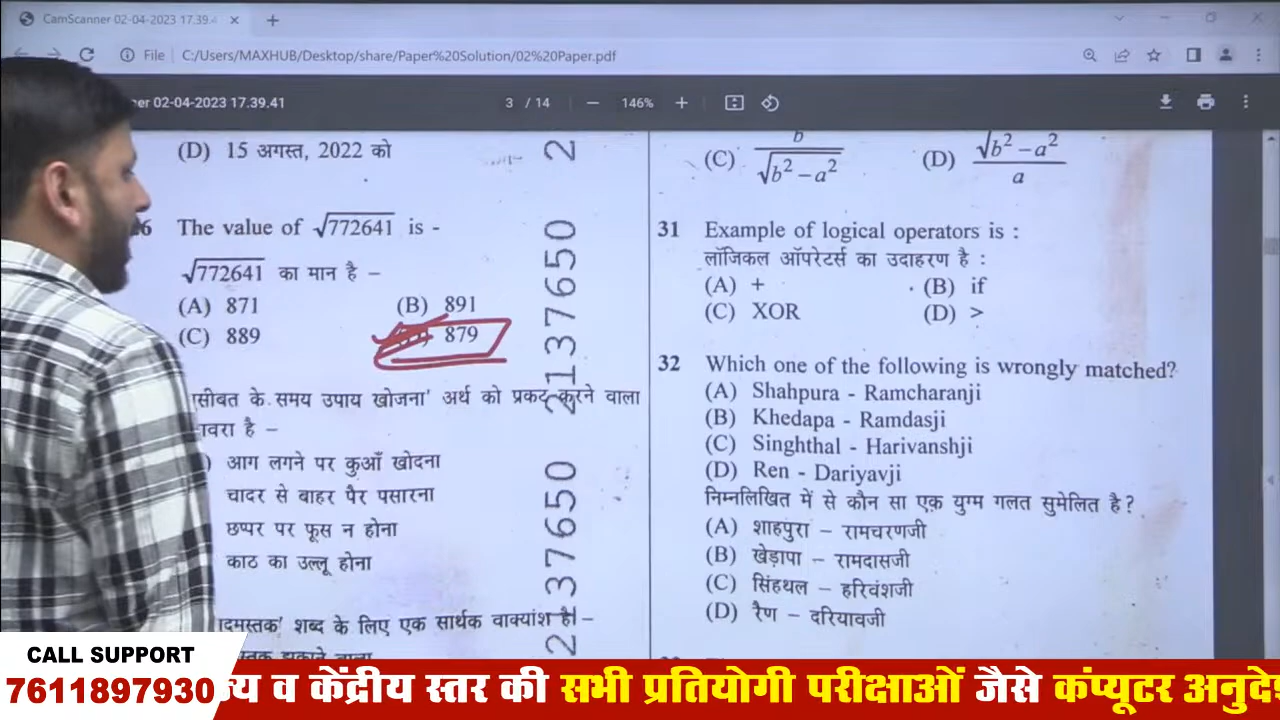 CamScanner 02-04-2023 17.39.4
File C:/Users/MAXHUB/Desktop/share/Paper%20Solution/02%20Paper.pdf
02-04-2023 17.39.41
3 / 14
146%
(D) 15 अगस्त, 2022 को
The value of √772641 is -
√772641 का मान है –
(A) 871 (B) 891
(C) 889 879
के समय उपाय खोजना' अर्थ को प्रकट करने वाला
है –
आग लगने पर कुआँ खोदना
चादर से बाहर पैर पसारना
छप्पर पर फूस न होना
काठ का उल्लू होना
शब्द के लिए एक सार्थक वाक्यांश है –
2
2137650
2137650
(C) b/√b² – a² (D) √b² – a²/a
31 Example of logical operators is :
लॉजिकल ऑपरेटर्स का उदाहरण है :
(A) + (B) if
(C) XOR (D) >
32 Which one of the following is wrongly matched?
(A) Shahpura - Ramcharanji
(B) Khedapa - Ramdasji
(C) Singhthal - Harivanshji
(D) Ren - Dariyavji
निम्नलिखित में से कौन सा एक युग्म गलत सुमेलित है?
(A) शाहपुरा – रामचरणजी
(B) खेड़ापा – रामदासजी
(C) सिंहथल – हरिवंशजी
(D) रैण – दरियावजी
CALL SUPPORT
7611897930
व केंद्रीय स्तर की सभी प्रतियोगी परीक्षाओं जैसे कंप्यूटर